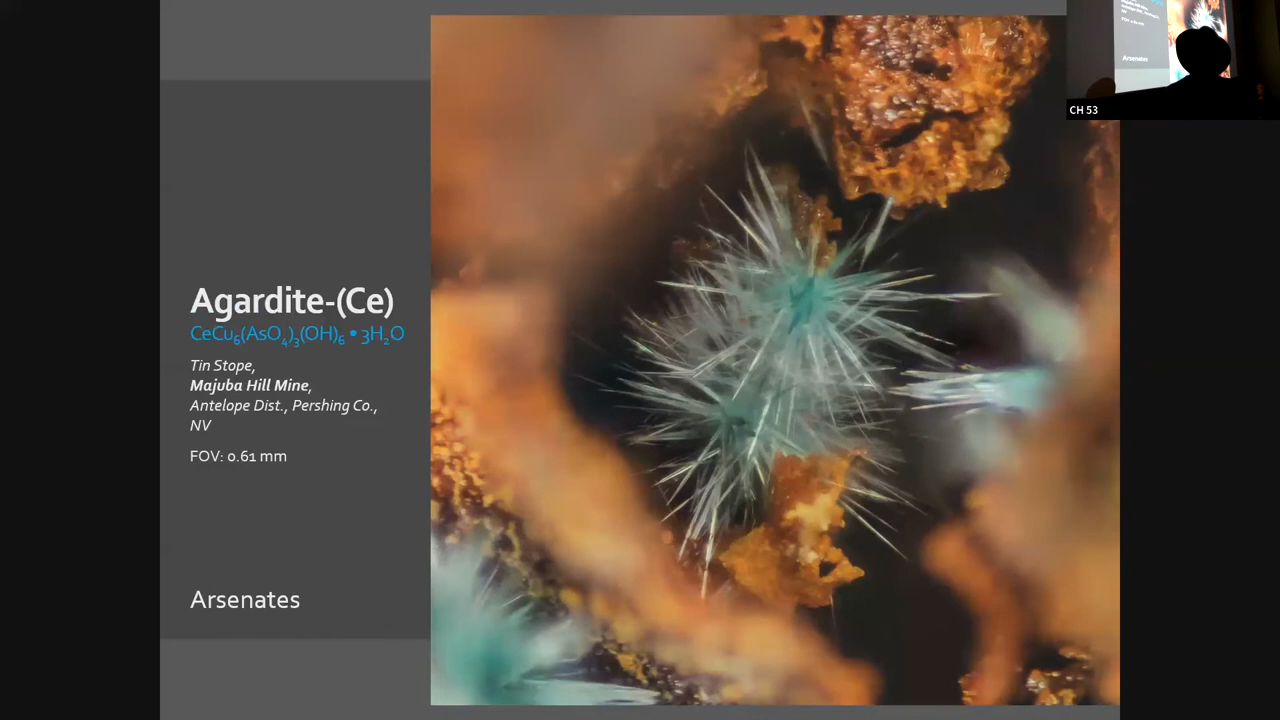 Agardite-(Ce)
CeCu₆(AsO₄)₃(OH)₆ • 3H₂O
Tin Stope,
Majuba Hill Mine,
Antelope Dist., Pershing Co.,
NV
FOV: 0.61 mm
Arsenates
CH 53
Arsenates